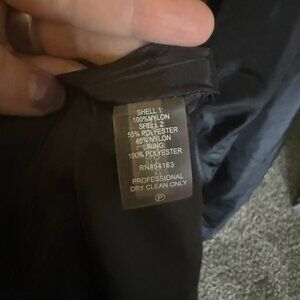 SHELL 1:
100%NYLON
SHELL 2:
55% POLYESTER
45% NYLON
LINING:
100% POLYESTER
RN#54163
PROFESSIONAL
DRY CLEAN ONLY
P